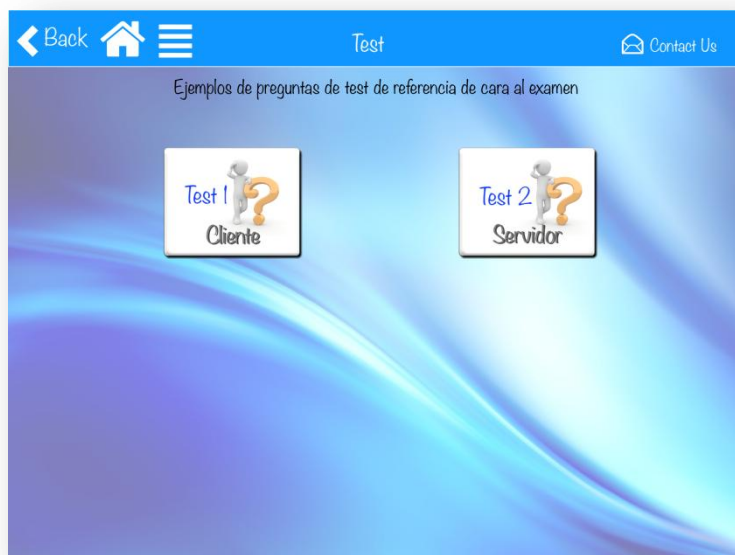 Back
Test
Contact Us
Ejemplos de preguntas de test de referencia de cara al examen
Test 1
Cliente
Test 2
Servidor